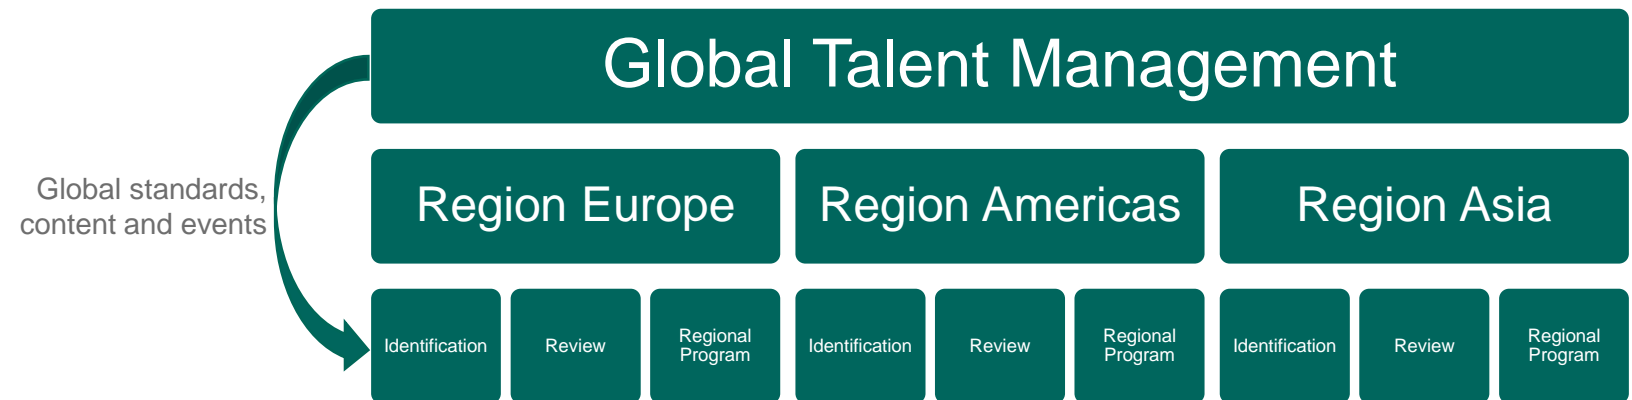 Global Talent Management
Global standards,
content and events
Region Europe
Region Americas
Region Asia
Identification
Review
Regional
Program
Identification
Review
Regional
Program
Identification
Review
Regional
Program